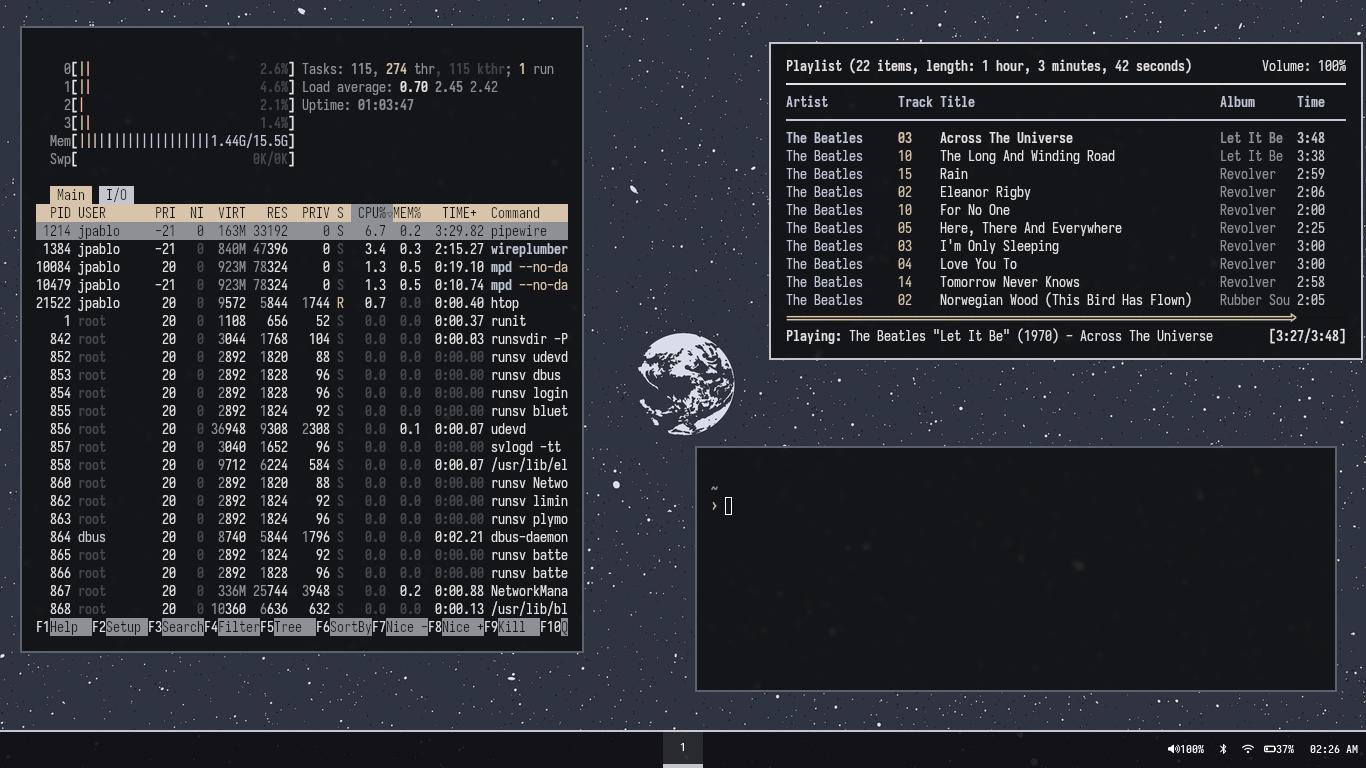 0[|| 2.6%] Tasks: 115, 274 thr, 115 kthr; 1 run
1[|| 4.6%] Load average: 0.70 2.45 2.42
2[| 2.1%] Uptime: 01:03:47
3[|| 1.4%]
Mem[|||||||||||||||||||1.44G/15.5G]
Swp[ 0K/0K]
Main I/O
PID USER PRI NI VIRT RES PRIV S CPU%▽MEM% TIME+ Command
1214 jpablo -21 0 163M 33192 0 S 6.7 0.2 3:29.82 pipewire
1384 jpablo -21 0 840M 47396 0 S 3.4 0.3 2:15.27 wireplumber
10084 jpablo 20 0 923M 78324 0 S 1.3 0.5 0:19.10 mpd --no-da
10479 jpablo -21 0 923M 78324 0 S 1.3 0.5 0:10.74 mpd --no-da
21522 jpablo 20 0 9572 5844 1744 R 0.7 0.0 0:00.40 htop
1 root 20 0 1108 656 52 S 0.0 0.0 0:00.37 runit
842 root 20 0 3044 1768 104 S 0.0 0.0 0:00.03 runsvdir -P
852 root 20 0 2892 1820 88 S 0.0 0.0 0:00.00 runsv udevd
853 root 20 0 2892 1828 96 S 0.0 0.0 0:00.00 runsv dbus
854 root 20 0 2892 1828 96 S 0.0 0.0 0:00.00 runsv login
855 root 20 0 2892 1824 92 S 0.0 0.0 0:00.00 runsv bluet
856 root 20 0 36948 9308 2308 S 0.0 0.1 0:00.07 udevd
857 root 20 0 3040 1652 96 S 0.0 0.0 0:00.00 svlogd -tt
858 root 20 0 9712 6224 584 S 0.0 0.0 0:00.07 /usr/lib/el
860 root 20 0 2892 1820 88 S 0.0 0.0 0:00.00 runsv Netwo
862 root 20 0 2892 1824 92 S 0.0 0.0 0:00.00 runsv limin
863 root 20 0 2892 1824 96 S 0.0 0.0 0:00.00 runsv plymo
864 dbus 20 0 8740 5844 1796 S 0.0 0.0 0:02.21 dbus-daemon
865 root 20 0 2892 1824 92 S 0.0 0.0 0:00.00 runsv batte
866 root 20 0 2892 1828 96 S 0.0 0.0 0:00.00 runsv batte
867 root 20 0 336M 25744 3948 S 0.0 0.2 0:00.88 NetworkMana
868 root 20 0 10360 6636 632 S 0.0 0.0 0:00.13 /usr/lib/bl
F1Help F2Setup F3SearchF4FilterF5Tree F6SortByF7Nice -F8Nice +F9Kill F10Q
Playlist (22 items, length: 1 hour, 3 minutes, 42 seconds) Volume: 100%
Artist Track Title Album Time
The Beatles 03 Across The Universe Let It Be 3:48
The Beatles 10 The Long And Winding Road Let It Be 3:38
The Beatles 15 Rain Revolver 2:59
The Beatles 02 Eleanor Rigby Revolver 2:06
The Beatles 10 For No One Revolver 2:00
The Beatles 05 Here, There And Everywhere Revolver 2:25
The Beatles 03 I'm Only Sleeping Revolver 3:00
The Beatles 04 Love You To Revolver 3:00
The Beatles 14 Tomorrow Never Knows Revolver 2:58
The Beatles 02 Norwegian Wood (This Bird Has Flown) Rubber Sou 2:05
Playing: The Beatles "Let It Be" (1970) - Across The Universe [3:27/3:48]
~
›
1
100% 37% 02:26 AM